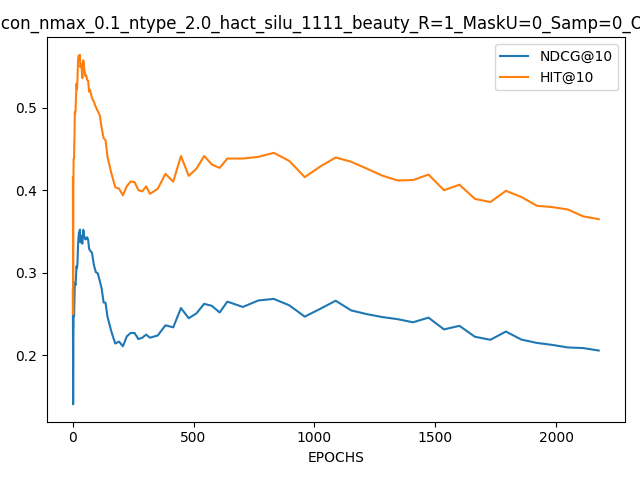 con_nmax_0.1_ntype_2.0_hact_silu_1111_beauty_R=1_MaskU=0_Samp=0_C
NDCG@10
HIT@10
0.5
0.4
0.3
0.2
0 500 1000 1500 2000
EPOCHS